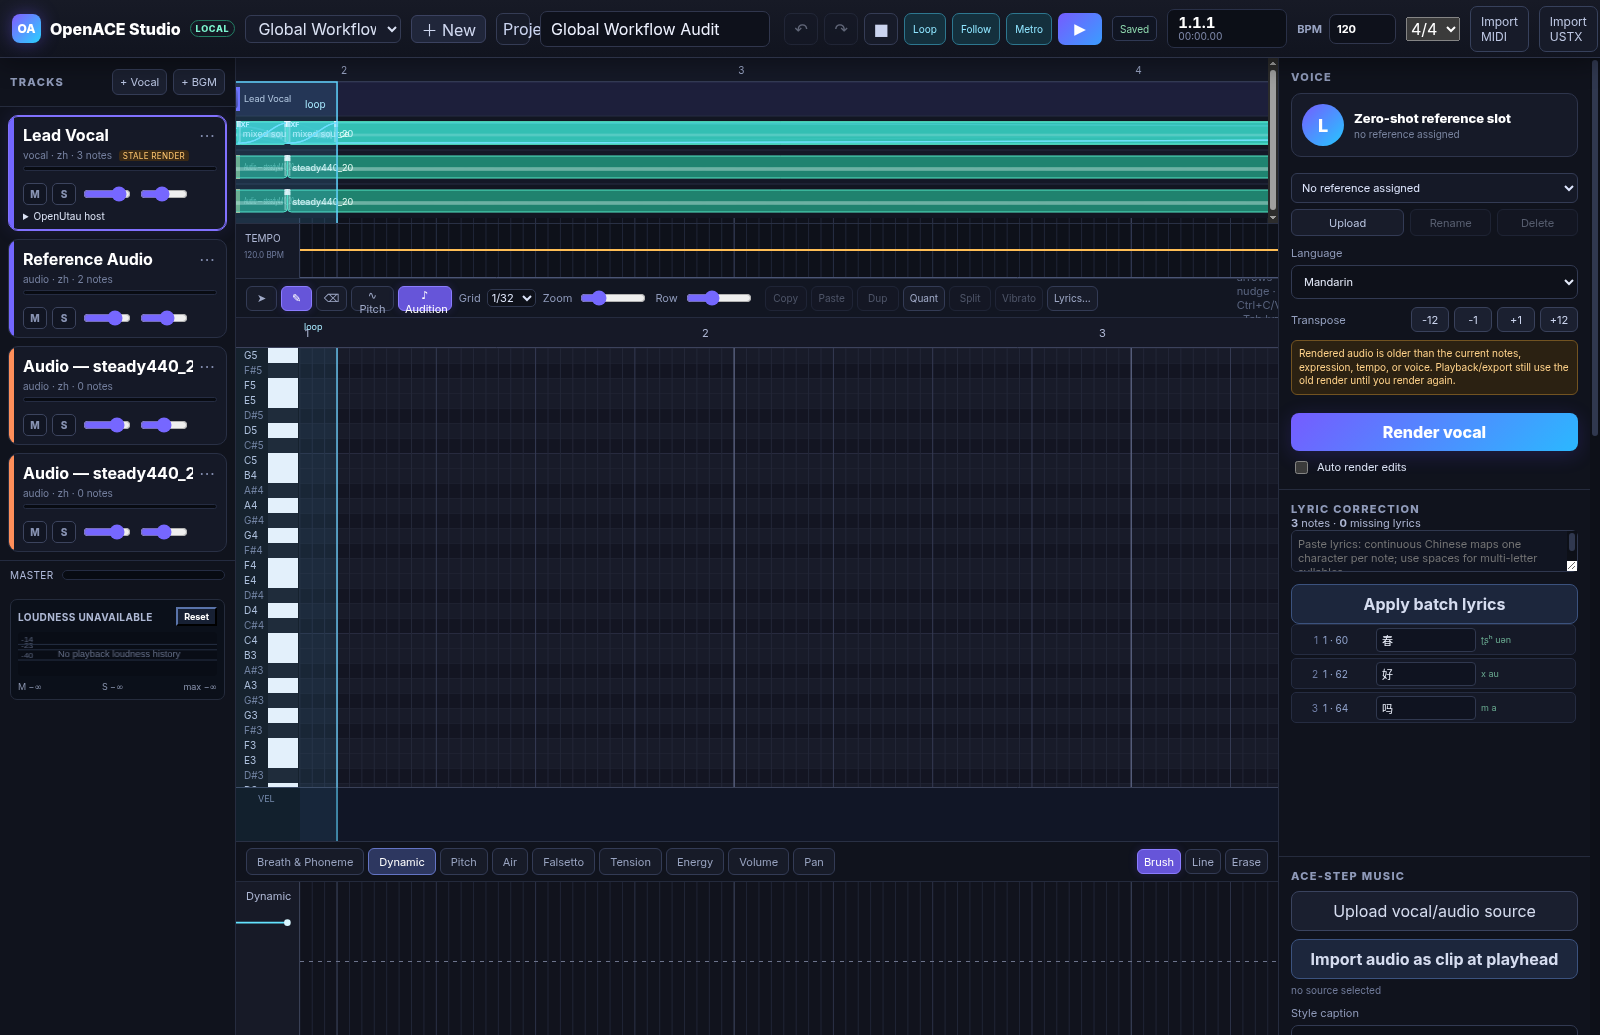 OA OpenACE Studio LOCAL Global Workflow + New Proje Global Workflow Audit Loop Follow Metro Saved 1.1.1 00:00.00 BPM 120 4/4 Import MIDI Import USTX
TRACKS + Vocal + BGM
Lead Vocal ...
vocal · zh · 3 notes STALE RENDER
M S
OpenUtau host
Reference Audio ...
audio · zh · 2 notes
M S
Audio — steady440_2 ...
audio · zh · 0 notes
M S
Audio — steady440_2 ...
audio · zh · 0 notes
M S
MASTER
LOUDNESS UNAVAILABLE Reset
-14
-23
-40
No playback loudness history
M −∞ S −∞ max −∞
2 3 4
Lead Vocal loop
steady440_20
steady440_20
TEMPO
120.0 BPM
Pitch Audition Grid 1/32 Zoom Row Copy Paste Dup Quant Split Vibrato Lyrics...
nudge ·
loop
1 2 3
G5
F#5
F5
E5
D#5
D5
C#5
C5
B4
A#4
A4
G#4
G4
F#4
F4
E4
D#4
D4
C#4
C4
B3
A#3
A3
G#3
G3
F#3
F3
E3
D#3
VEL
Breath & Phoneme Dynamic Pitch Air Falsetto Tension Energy Volume Pan Brush Line Erase
Dynamic
VOICE
L Zero-shot reference slot
no reference assigned
No reference assigned
Upload Rename Delete
Language
Mandarin
Transpose -12 -1 +1 +12
Rendered audio is older than the current notes,
expression, tempo, or voice. Playback/export still use the
old render until you render again.
Render vocal
Auto render edits
LYRIC CORRECTION
3 notes · 0 missing lyrics
Paste lyrics: continuous Chinese maps one
character per note; use spaces for multi-letter
Apply batch lyrics
1 1 · 60 春 ʈʂʰ uən
2 1 · 62 好 x au
3 1 · 64 吗 m a
ACE-STEP MUSIC
Upload vocal/audio source
Import audio as clip at playhead
no source selected
Style caption